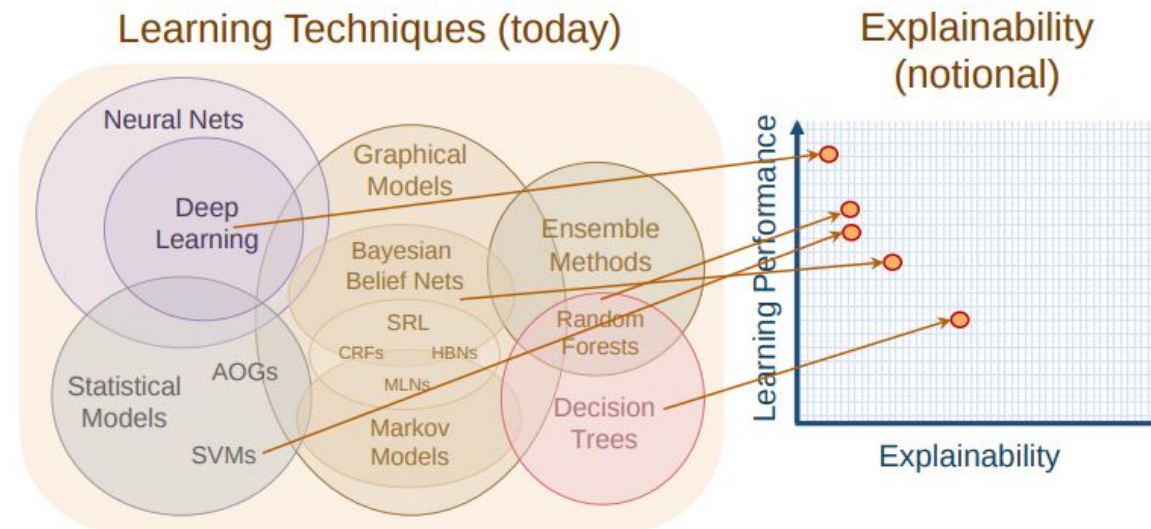 Learning Techniques (today)
Explainability
(notional)
Neural Nets
Deep
Learning
Graphical
Models
Bayesian
Belief Nets
SRL
CRFs
HBNs
MLNs
Markov
Models
Ensemble
Methods
Random
Forests
Decision
Trees
Statistical
Models
AOGs
SVMs
Learning Performance
Explainability